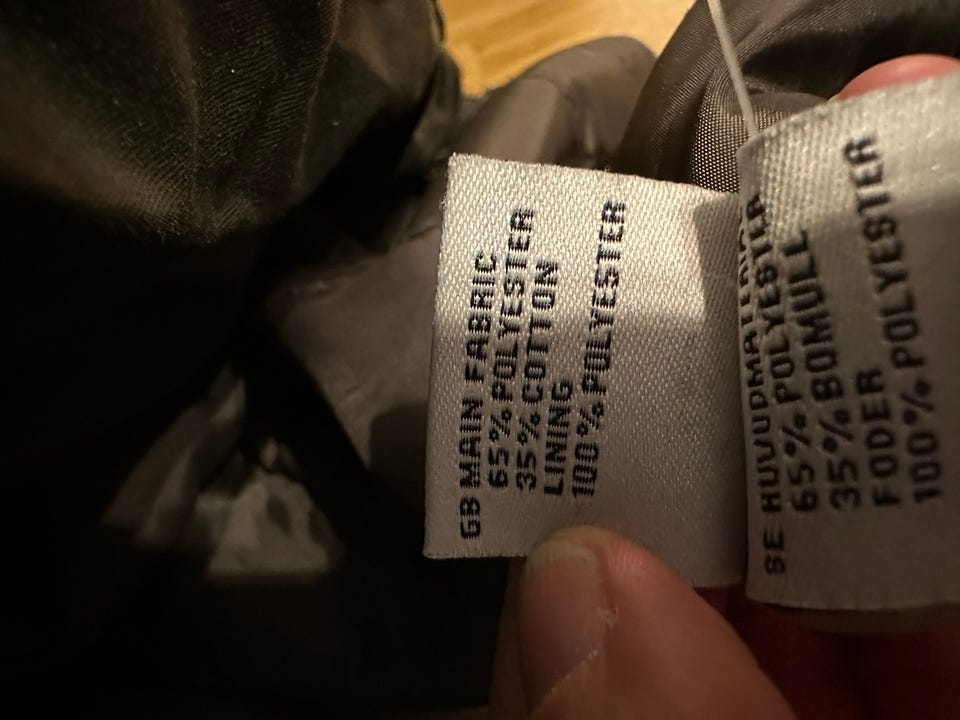 GB MAIN FABRIC
65% POLYESTER
35% COTTON
LINING
100% POLYESTER
SE HUVUDMATERIAL
65% POLYESTER
35% BOMULL
FODER
100% POLYESTER